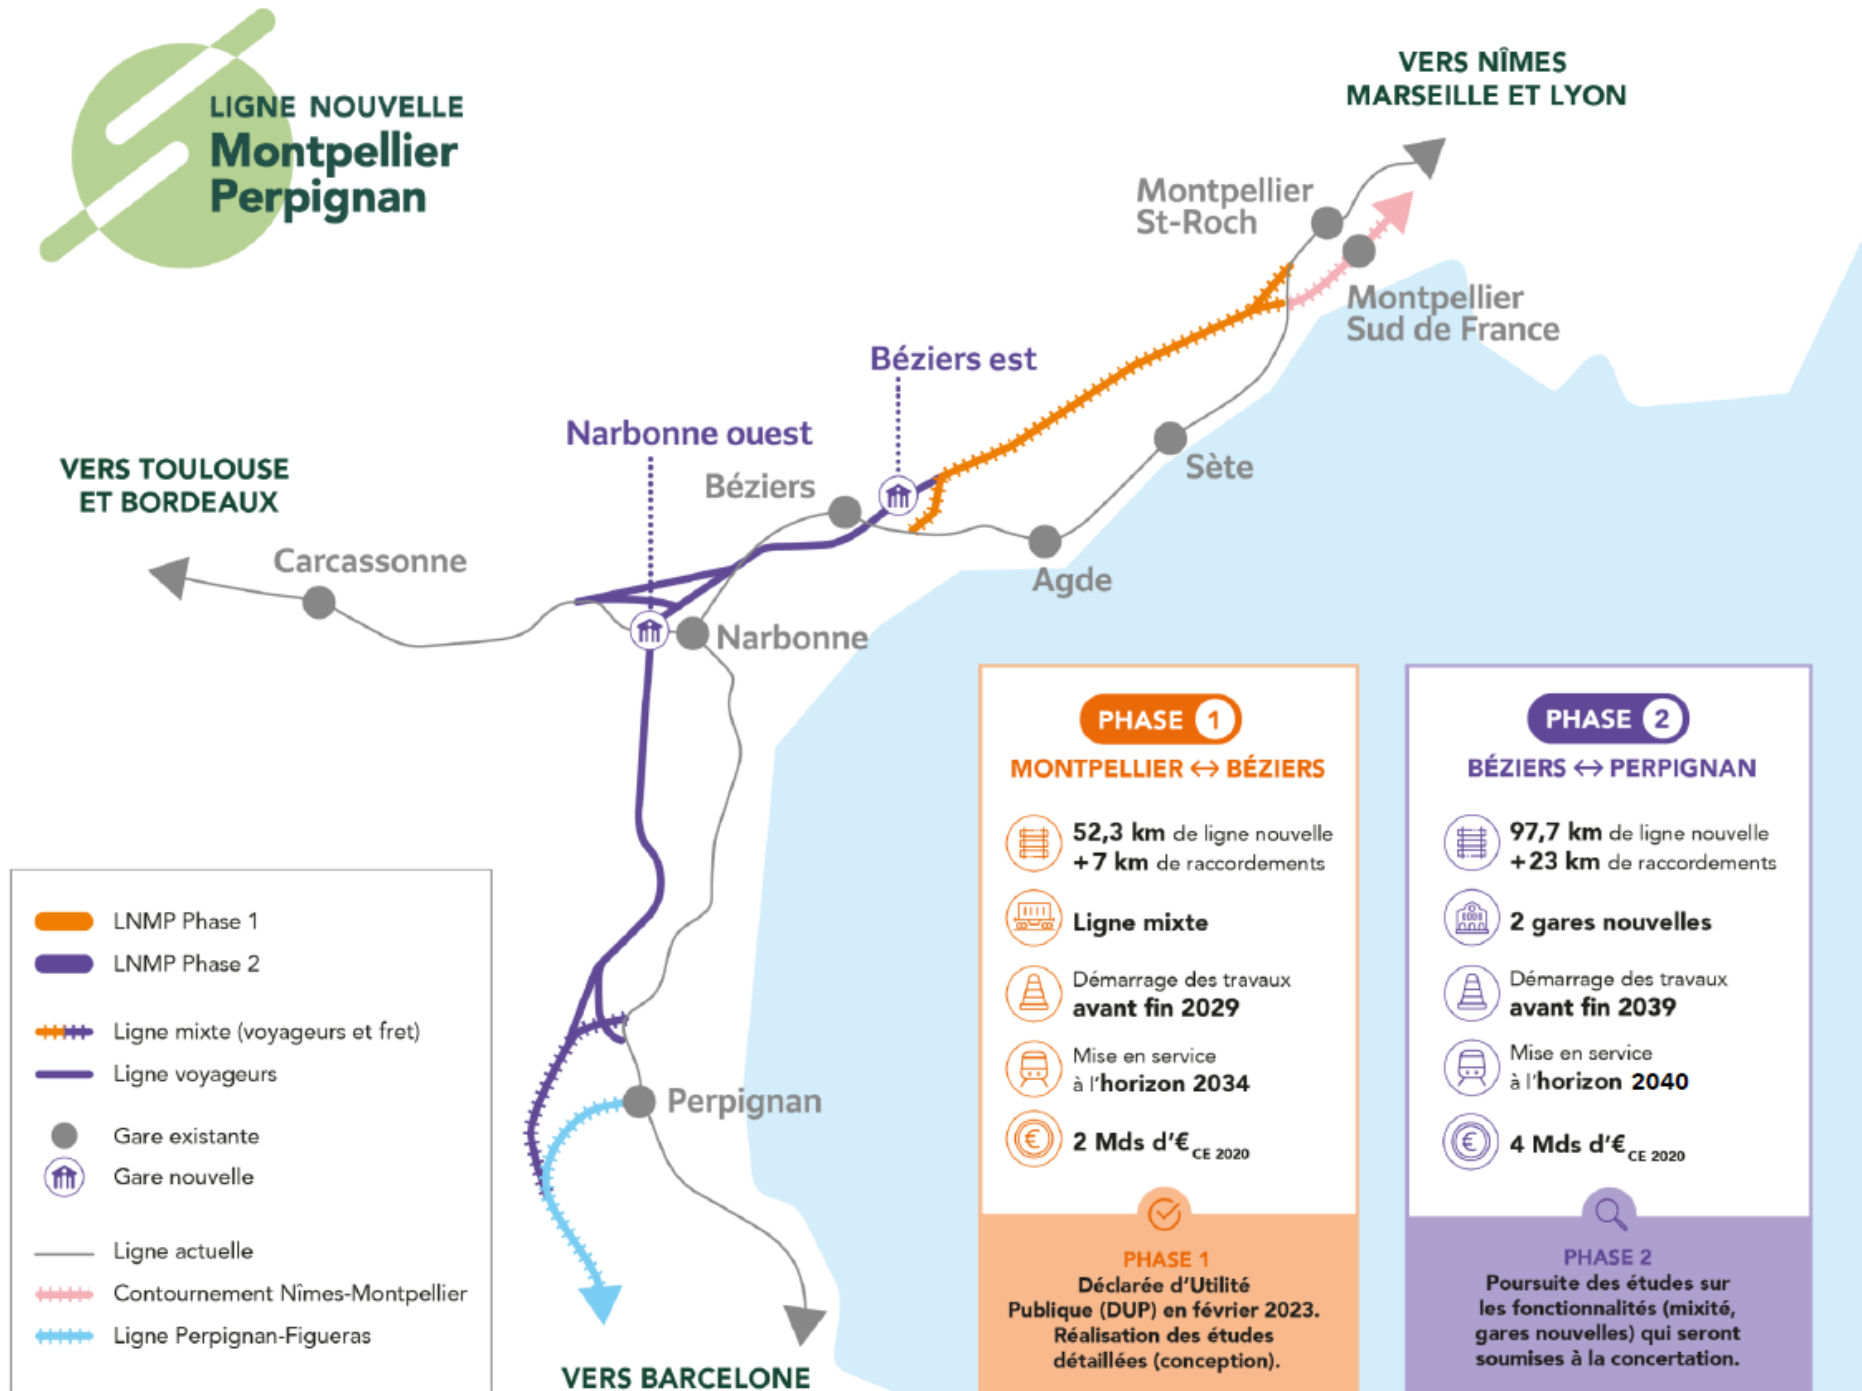 LIGNE NOUVELLE
Montpellier
Perpignan
VERS NÎMES
MARSEILLE ET LYON
Montpellier
St-Roch
Montpellier
Sud de France
Béziers est
Narbonne ouest
VERS TOULOUSE
ET BORDEAUX
Béziers
Sète
Carcassonne
Agde
Narbonne
Perpignan
VERS BARCELONE
LNMP Phase 1
LNMP Phase 2
Ligne mixte (voyageurs et fret)
Ligne voyageurs
Gare existante
Gare nouvelle
Ligne actuelle
Contournement Nîmes-Montpellier
Ligne Perpignan-Figueras
PHASE 1
MONTPELLIER ↔ BÉZIERS
52,3 km de ligne nouvelle
+7 km de raccordements
Ligne mixte
Démarrage des travaux
avant fin 2029
Mise en service
à l'horizon 2034
2 Mds d'€ CE 2020
PHASE 1
Déclarée d'Utilité
Publique (DUP) en février 2023.
Réalisation des études
détaillées (conception).
PHASE 2
BÉZIERS ↔ PERPIGNAN
97,7 km de ligne nouvelle
+23 km de raccordements
2 gares nouvelles
Démarrage des travaux
avant fin 2039
Mise en service
à l'horizon 2040
4 Mds d'€ CE 2020
PHASE 2
Poursuite des études sur
les fonctionnalités (mixité,
gares nouvelles) qui seront
soumises à la concertation.